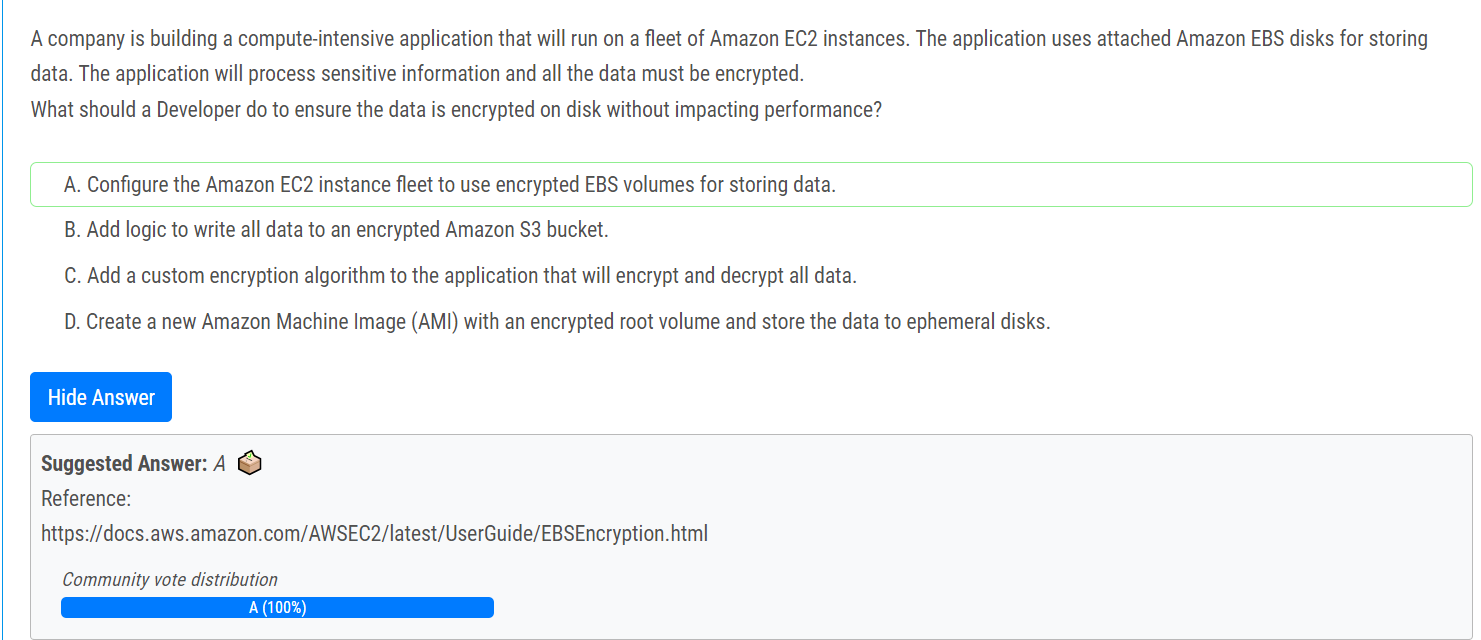 A company is building a compute-intensive application that will run on a fleet of Amazon EC2 instances. The application uses attached Amazon EBS disks for storing
data. The application will process sensitive information and all the data must be encrypted.
What should a Developer do to ensure the data is encrypted on disk without impacting performance?
A. Configure the Amazon EC2 instance fleet to use encrypted EBS volumes for storing data.
B. Add logic to write all data to an encrypted Amazon S3 bucket.
C. Add a custom encryption algorithm to the application that will encrypt and decrypt all data.
D. Create a new Amazon Machine Image (AMI) with an encrypted root volume and store the data to ephemeral disks.
Hide Answer
Suggested Answer: A
Reference:
https://docs.aws.amazon.com/AWSEC2/latest/UserGuide/EBSEncryption.html
Community vote distribution
A (100%)